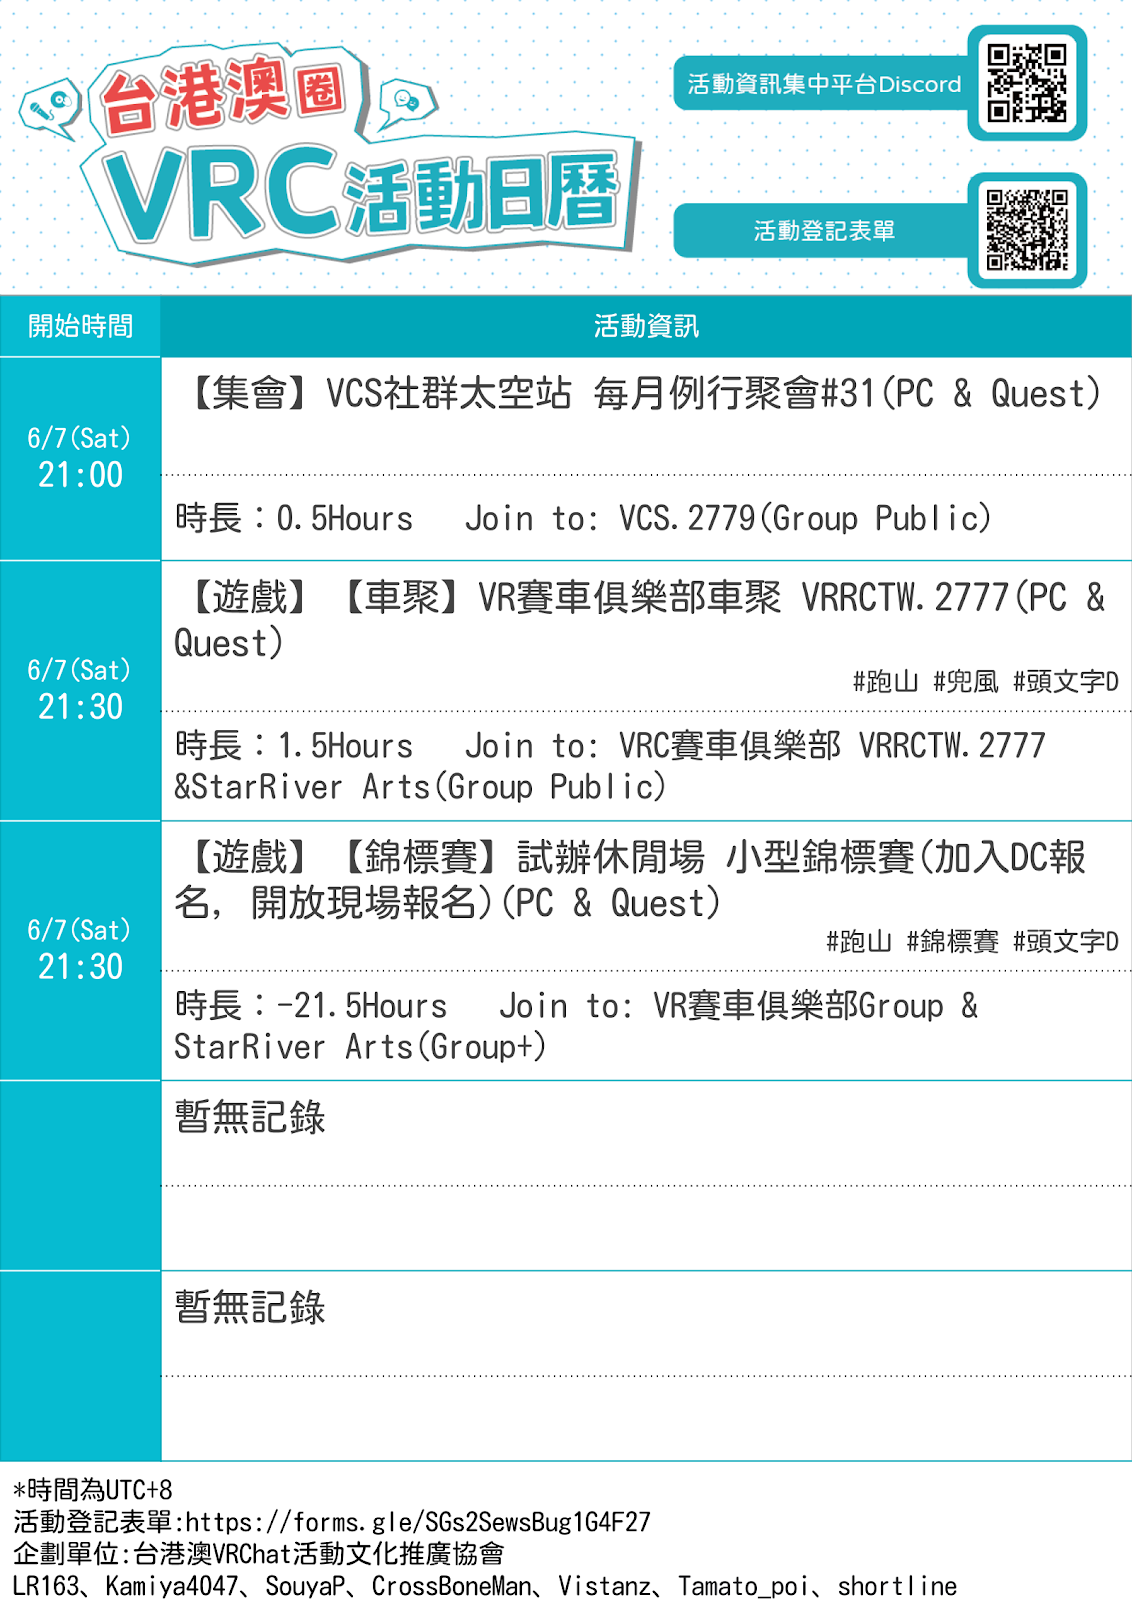 台港澳圈
VRC活動日曆
活動資訊集中平台Discord
活動登記表單
開始時間
活動資訊
6/7(Sat)
21:00
【集會】VCS社群太空站 每月例行聚會#31(PC & Quest)
時長：0.5Hours Join to: VCS.2779(Group Public)
6/7(Sat)
21:30
【遊戲】【車聚】VR賽車俱樂部車聚 VRRCTW.2777(PC &
Quest)
#跑山 #兜風 #頭文字D
時長：1.5Hours Join to: VRC賽車俱樂部 VRRCTW.2777
&StarRiver Arts(Group Public)
6/7(Sat)
21:30
【遊戲】【錦標賽】試辦休閒場 小型錦標賽(加入DC報
名, 開放現場報名)(PC & Quest)
#跑山 #錦標賽 #頭文字D
時長：-21.5Hours Join to: VR賽車俱樂部Group &
StarRiver Arts(Group+)
暫無記錄
暫無記錄
*時間為UTC+8
活動登記表單:https://forms.gle/SGs2SewsBug1G4F27
企劃單位:台港澳VRChat活動文化推廣協會
LR163、Kamiya4047、SouyaP、CrossBoneMan、Vistanz、Tamato_poi、shortline